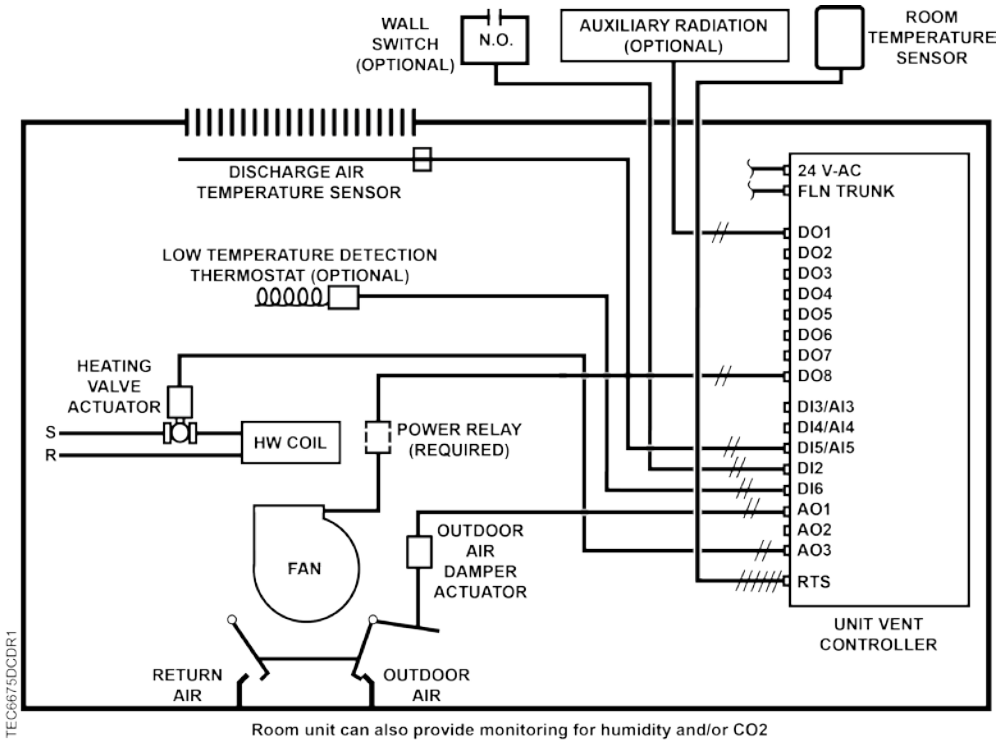 WALL
SWITCH
(OPTIONAL)
N.O.
AUXILIARY RADIATION
(OPTIONAL)
ROOM
TEMPERATURE
SENSOR
DISCHARGE AIR
TEMPERATURE SENSOR
24 V-AC
FLN TRUNK
LOW TEMPERATURE DETECTION
THERMOSTAT (OPTIONAL)
DO1
DO2
DO3
DO4
DO5
DO6
DO7
DO8
DI3/AI3
DI4/AI4
DI5/AI5
DI2
DI6
AO1
AO2
AO3
RTS
HEATING
VALVE
ACTUATOR
S
R
HW COIL
POWER RELAY
(REQUIRED)
FAN
OUTDOOR
AIR
DAMPER
ACTUATOR
UNIT VENT
CONTROLLER
RETURN
AIR
OUTDOOR
AIR
TEC6675DCDR1
Room unit can also provide monitoring for humidity and/or CO2